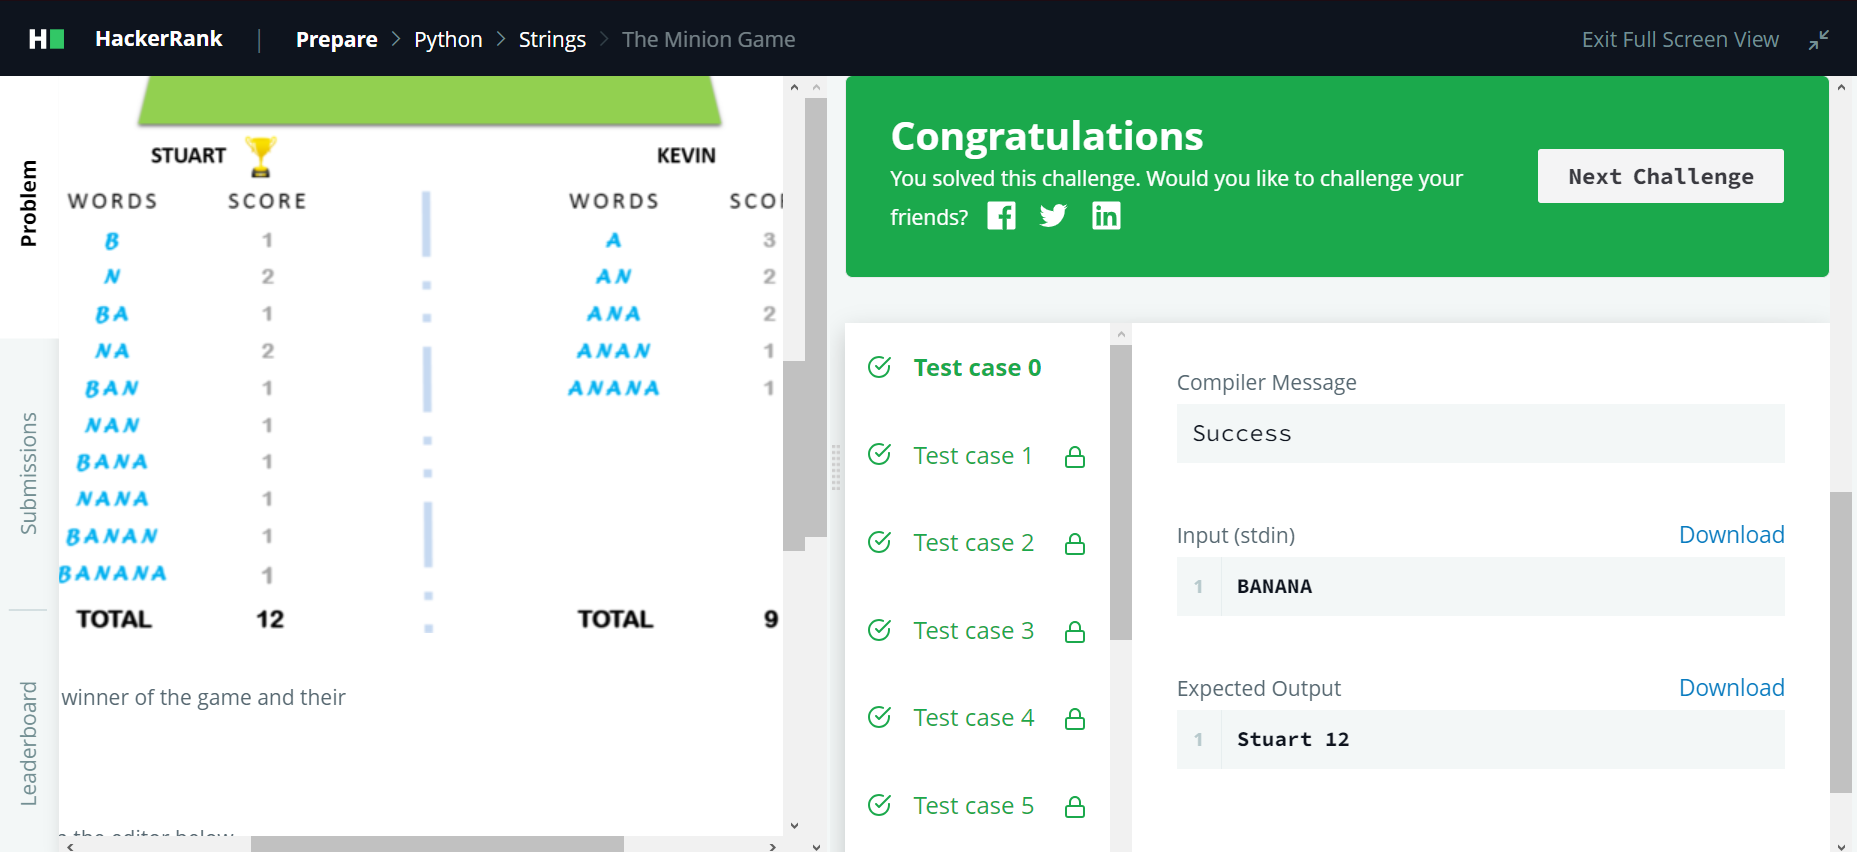 HackerRank | Prepare > Python > Strings > The Minion Game
Exit Full Screen View
Problem
Submissions
Leaderboard
STUART
KEVIN
WORDS SCORE
B 1
N 2
BA 1
NA 2
BAN 1
NAN 1
BANA 1
NANA 1
BANAN 1
BANANA 1
TOTAL 12
WORDS
A 3
AN 2
ANA 2
ANAN 1
ANANA 1
TOTAL 9
winner of the game and their
the editor below
Congratulations
You solved this challenge. Would you like to challenge your
friends?
Next Challenge
Test case 0
Test case 1
Test case 2
Test case 3
Test case 4
Test case 5
Compiler Message
Success
Input (stdin)
Download
1 BANANA
Expected Output
Download
1 Stuart 12